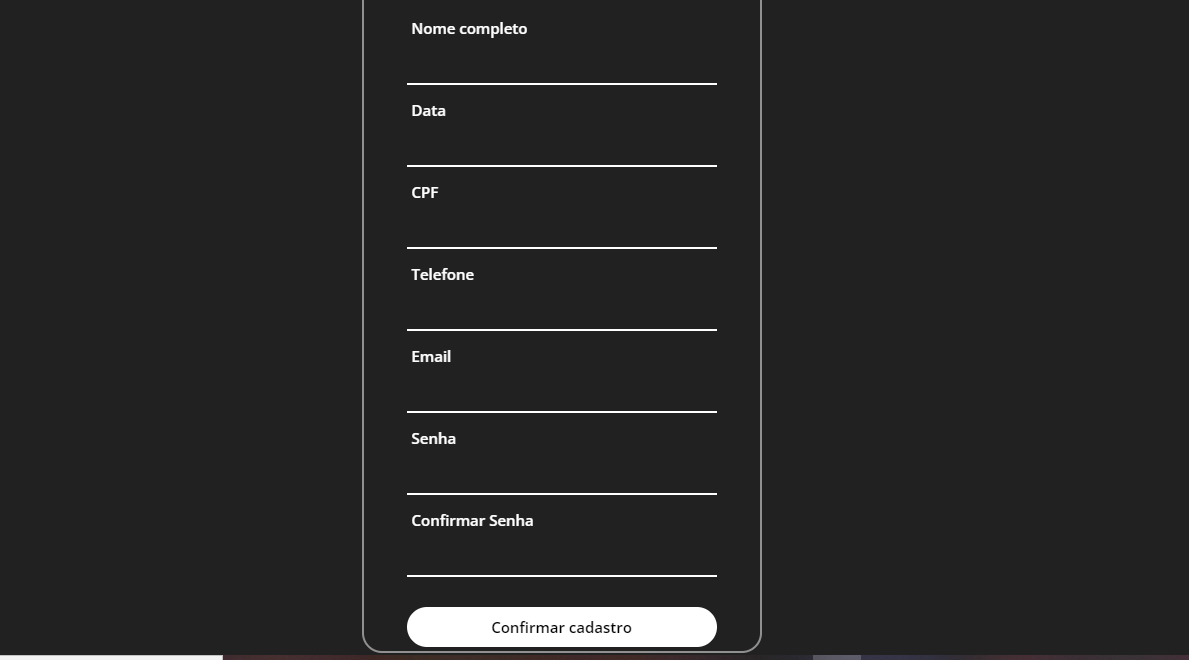 Nome completo
Data
CPF
Telefone
Email
Senha
Confirmar Senha
Confirmar cadastro